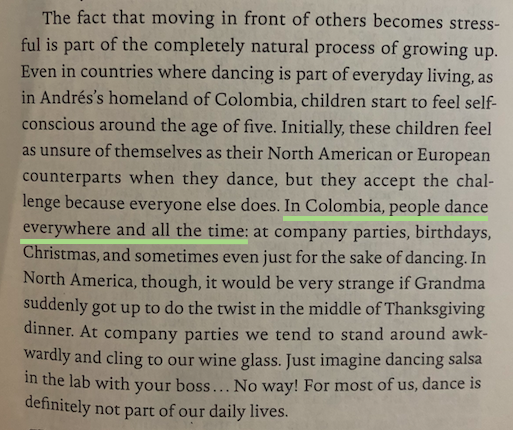 The fact that moving in front of others becomes stress-
ful is part of the completely natural process of growing up.
Even in countries where dancing is part of everyday living, as
in Andrés's homeland of Colombia, children start to feel self-
conscious around the age of five. Initially, these children feel
as unsure of themselves as their North American or European
counterparts when they dance, but they accept the chal-
lenge because everyone else does. In Colombia, people dance
everywhere and all the time: at company parties, birthdays,
Christmas, and sometimes even just for the sake of dancing. In
North America, though, it would be very strange if Grandma
suddenly got up to do the twist in the middle of Thanksgiving
dinner. At company parties we tend to stand around awk-
wardly and cling to our wine glass. Just imagine dancing salsa
in the lab with your boss... No way! For most of us, dance is
definitely not part of our daily lives.